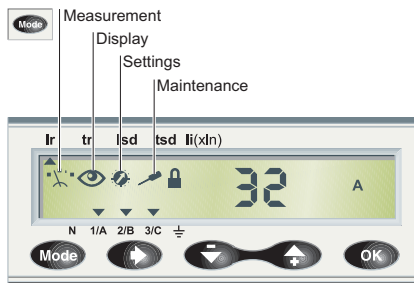 Mode
Measurement
Display
Settings
Maintenance
Ir tr Isd tsd Ii(xIn)
32 A
N 1/A 2/B 3/C
Mode OK